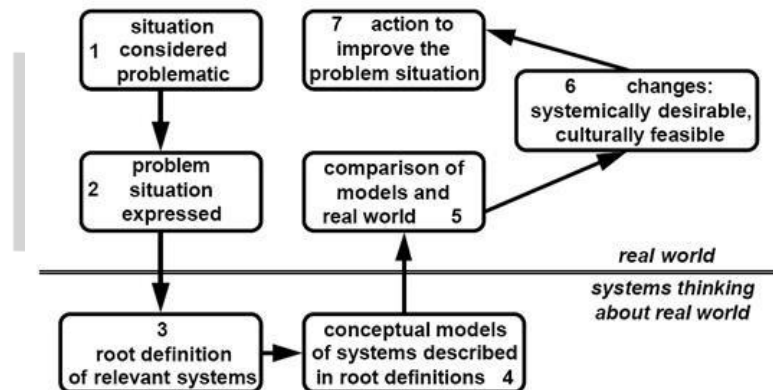 1 situation
considered
problematic
2 problem
situation
expressed
3
root definition
of relevant systems
conceptual models
of systems described
in root definitions 4
comparison of
models and
real world 5
6 changes:
systemically desirable,
culturally feasible
7 action to
improve the
problem situation
real world
systems thinking
about real world